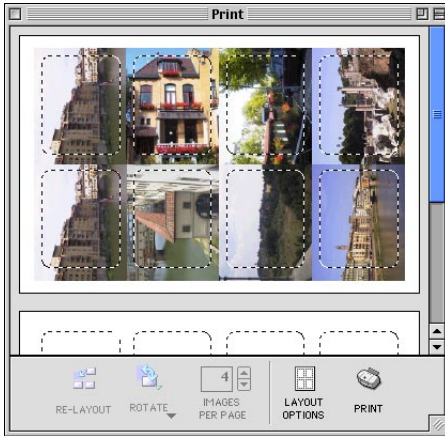 Print
4
RE-LAYOUT
ROTATE
IMAGES
PER PAGE
LAYOUT
OPTIONS
PRINT